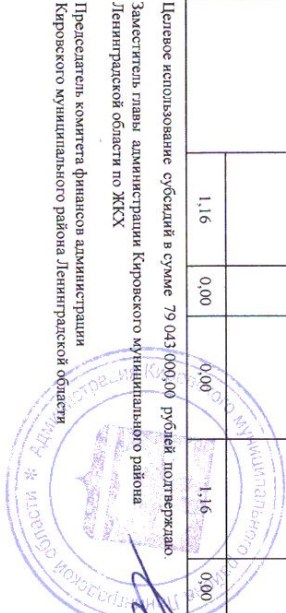 1,16 0,00 0,00 1,16 0,00
Целевое использование субсидий в сумме 79 043 000,00 рублей подтверждаю.
Заместитель главы администрации Кировского муниципального района
Ленинградской области по ЖКХ
Председатель комитета финансов администрации
Кировского муниципального района Ленинградской области